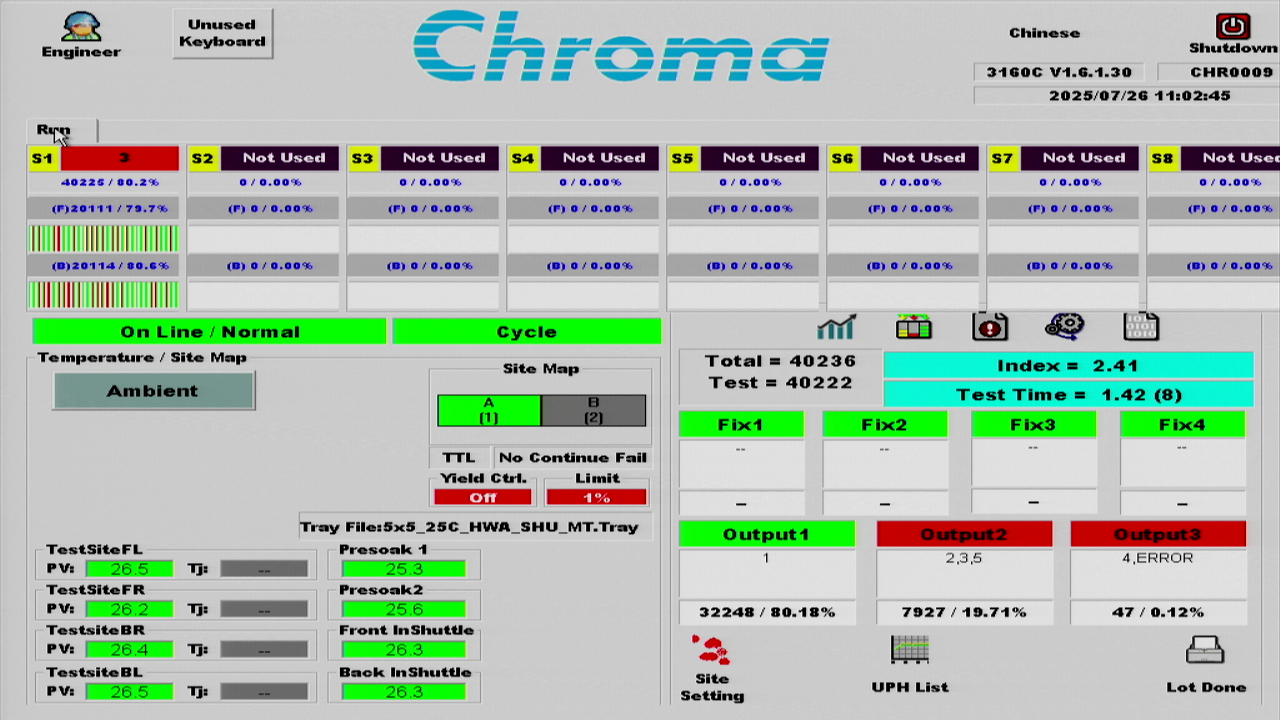 Engineer
Unused
Keyboard
Chroma
Chinese
Shutdown
3160C V1.6.1.30
CHR0009
2025/07/26 11:02:45
Run
S1 3
S2 Not Used
S3 Not Used
S4 Not Used
S5 Not Used
S6 Not Used
S7 Not Used
S8 Not Used
40225 / 80.2%
0 / 0.00%
0 / 0.00%
0 / 0.00%
0 / 0.00%
0 / 0.00%
0 / 0.00%
0 / 0.00%
(F)20111 / 79.7%
(F) 0 / 0.00%
(F) 0 / 0.00%
(F) 0 / 0.00%
(F) 0 / 0.00%
(F) 0 / 0.00%
(F) 0 / 0.00%
(F) 0 / 0.00%
(B)20114 / 80.6%
(B) 0 / 0.00%
(B) 0 / 0.00%
(B) 0 / 0.00%
(B) 0 / 0.00%
(B) 0 / 0.00%
(B) 0 / 0.00%
(B) 0 / 0.00%
On Line / Normal
Cycle
Temperature / Site Map
Ambient
Site Map
A
(1)
B
(2)
TTL
No Continue Fail
Yield Ctrl.
Off
Limit
1%
Tray File:5x5_25C_HWA_SHU_MT.Tray
TestSiteFL
PV: 26.5 Tj: --
TestSiteFR
PV: 26.2 Tj: --
TestsiteBR
PV: 26.4 Tj: --
TestsiteBL
PV: 26.5 Tj: --
Presoak 1
25.3
Presoak2
25.6
Front InShuttle
26.3
Back InShuttle
26.3
Total = 40236
Test = 40222
Index = 2.41
Test Time = 1.42 (8)
Fix1
--
–
Fix2
--
–
Fix3
--
–
Fix4
--
–
Output1
1
32248 / 80.18%
Output2
2,3,5
7927 / 19.71%
Output3
4,ERROR
47 / 0.12%
Site
Setting
UPH List
Lot Done